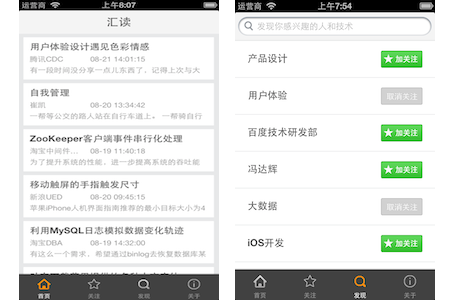 运营商 上午8:07
汇读
用户体验设计遇见色彩情感
腾讯CDC 08-21 14:01:15
有一段时间没分享一点儿东西了，记得上次与大
自我管理
崔凯 08-20 13:34:42
一帮等公交的路人站在自行车道上。一帮骑自行
ZooKeeper客户端事件串行化处理
淘宝中间件... 08-19 11:40:18
为了提升系统的性能，进一步提高系统的吞吐能
移动触屏的手指触发尺寸
新浪UED 08-20 09:45:15
苹果iPhone人机界面指南推荐的最小目标大小为4
利用MySQL日志模拟数据变化轨迹
淘宝DBA 08-19 14:32:00
有这么一个需求，希望通过binlog去恢复数据库某
首页 关注 发现 关于
运营商 上午7:54
发现你感兴趣的人和技术
产品设计 加关注
用户体验 取消关注
百度技术研发部 加关注
冯达辉 加关注
大数据 取消关注
iOS开发 加关注
首页 关注 发现 关于